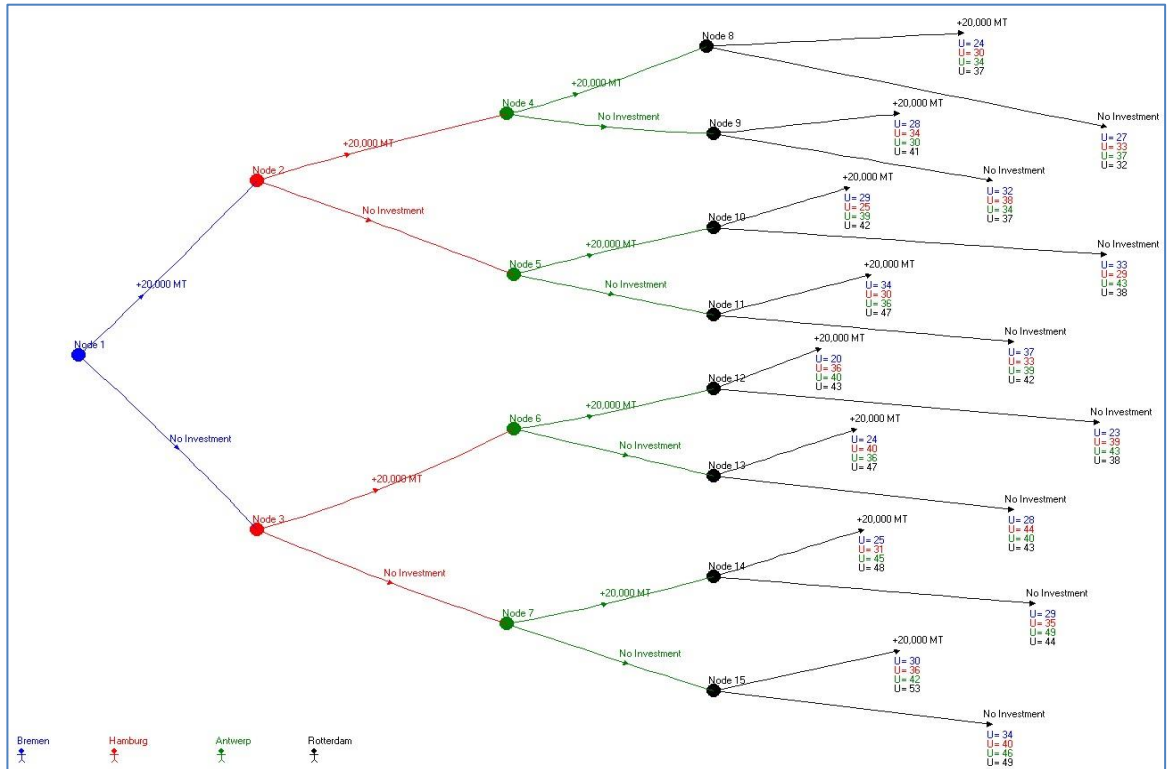 +20,000 MT
Node 8
U= 24
U= 30
U= 34
U= 37
+20,000 MT
Node 4
+20,000 MT
Node 9
U= 28
U= 34
U= 30
U= 41
No Investment
No Investment
U= 27
U= 33
U= 37
U= 32
+20,000 MT
Node 2
+20,000 MT
No Investment
U= 32
U= 38
U= 34
U= 37
No Investment
Node 10
U= 29
U= 25
U= 39
U= 42
+20,000 MT
Node 5
No Investment
U= 33
U= 29
U= 43
U= 38
+20,000 MT
No Investment
+20,000 MT
Node 11
U= 34
U= 30
U= 36
U= 47
No Investment
U= 37
U= 33
U= 39
U= 42
Node 1
+20,000 MT
Node 12
U= 20
U= 36
U= 40
U= 43
+20,000 MT
Node 6
No Investment
U= 23
U= 39
U= 43
U= 38
No Investment
+20,000 MT
No Investment
Node 13
U= 24
U= 40
U= 36
U= 47
+20,000 MT
No Investment
U= 28
U= 44
U= 40
U= 43
Node 3
+20,000 MT
Node 14
U= 25
U= 31
U= 45
U= 48
No Investment
+20,000 MT
Node 7
No Investment
U= 29
U= 35
U= 49
U= 44
No Investment
+20,000 MT
Node 15
U= 30
U= 36
U= 42
U= 53
No Investment
U= 34
U= 40
U= 46
U= 49
Bremen
Hamburg
Antwerp
Rotterdam